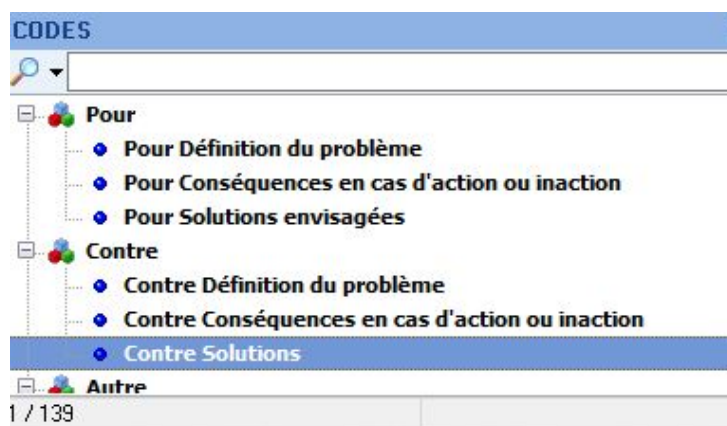 CODES
Pour
Pour Définition du problème
Pour Conséquences en cas d'action ou inaction
Pour Solutions envisagées
Contre
Contre Définition du problème
Contre Conséquences en cas d'action ou inaction
Contre Solutions
Autre
1 / 139